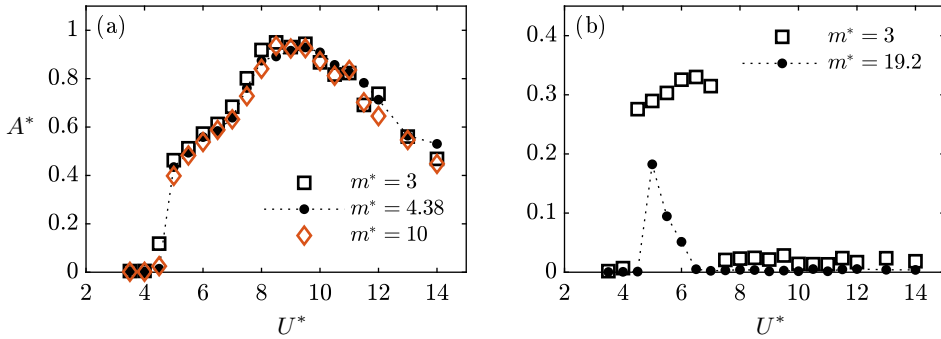 (a)
1
0.8
0.6
0.4
0.2
0
A*
m* = 3
m* = 4.38
m* = 10
2 4 6 8 10 12 14
U*
(b)
0.4
0.3
0.2
0.1
0
m* = 3
m* = 19.2
2 4 6 8 10 12 14
U*